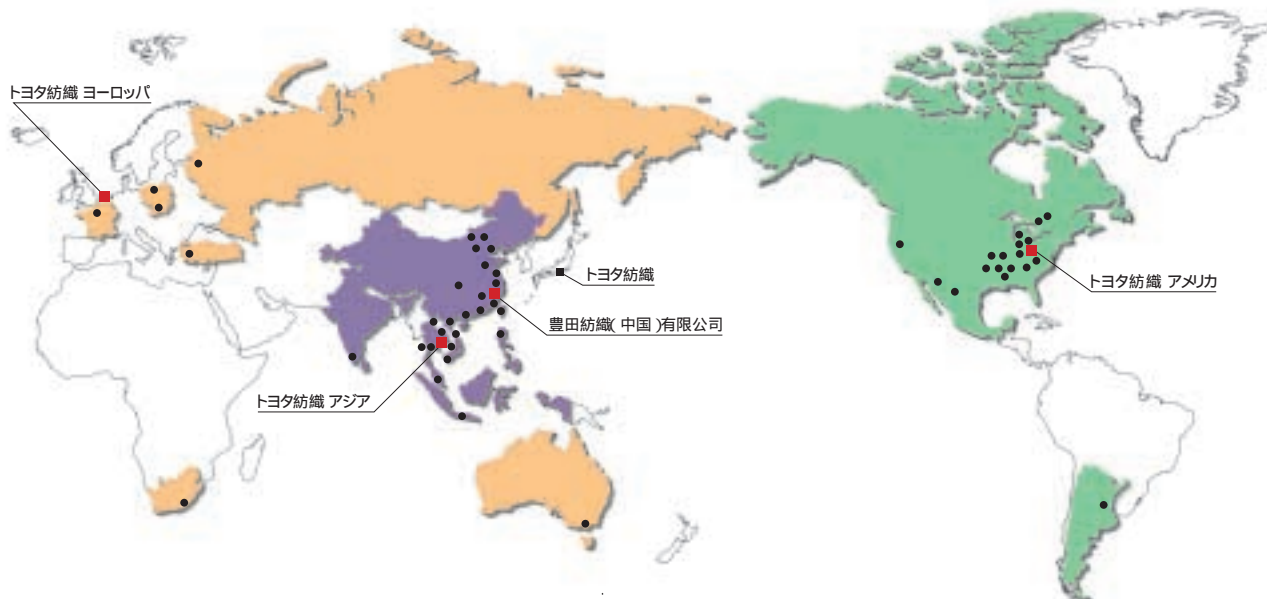 トヨタ紡織 ヨーロッパ
トヨタ紡織
トヨタ紡織 アメリカ
豊田紡織(中国)有限公司
トヨタ紡織 アジア